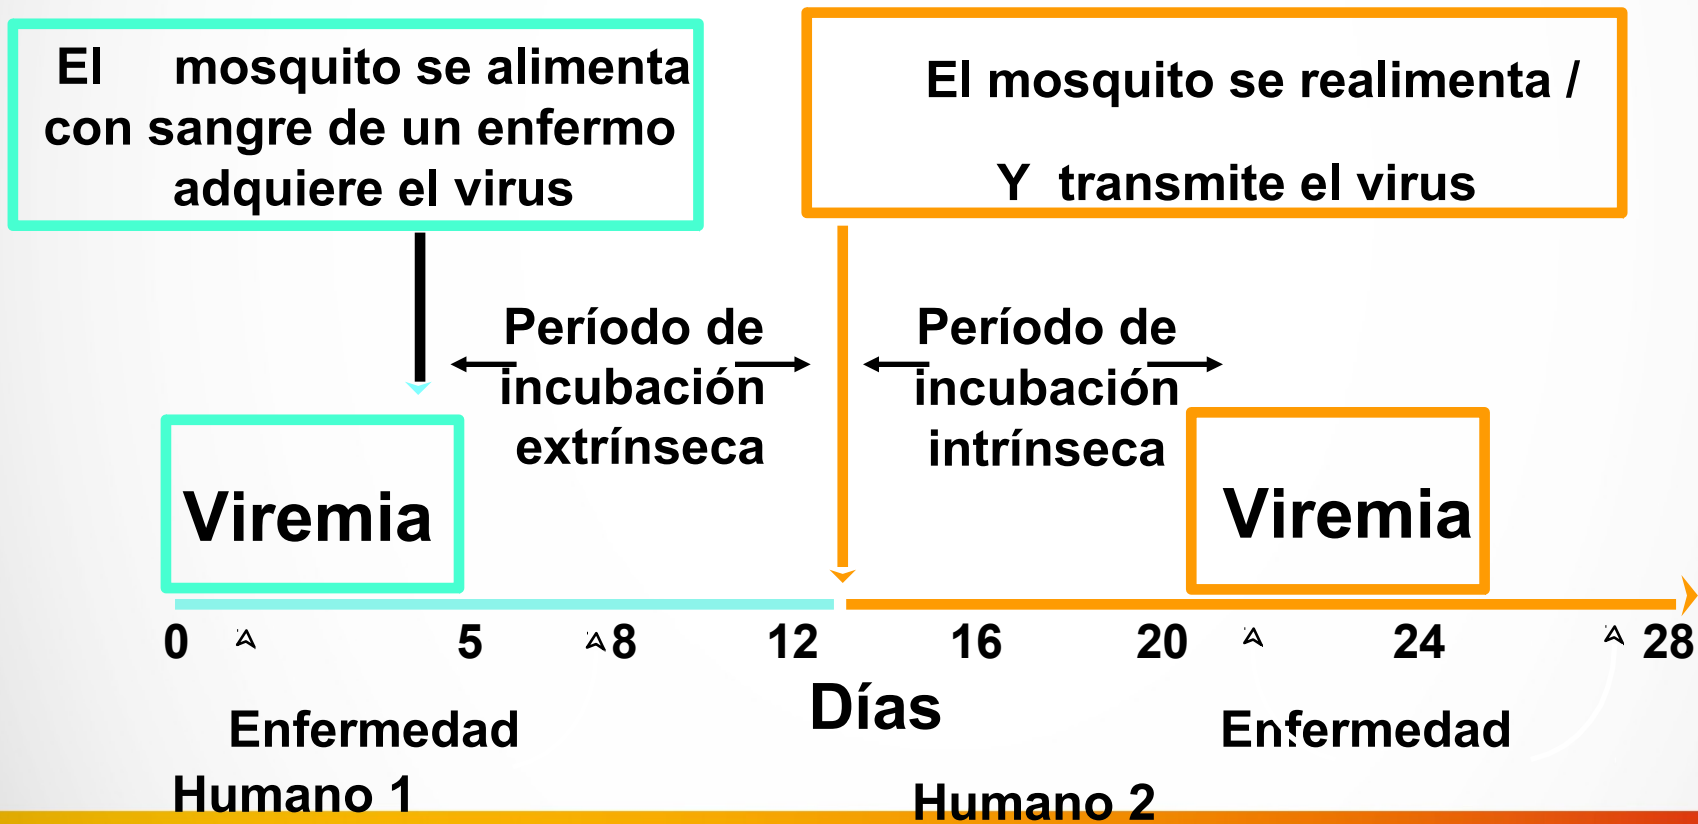 El mosquito se alimenta
con sangre de un enfermo
adquiere el virus
El mosquito se realimenta /
Y transmite el virus
Período de
incubación
extrínseca
Período de
incubación
intrínseca
Viremia
Viremia
0 5 8 12 16 20 24 28
Días
Enfermedad
Enfermedad
Humano 1
Humano 2